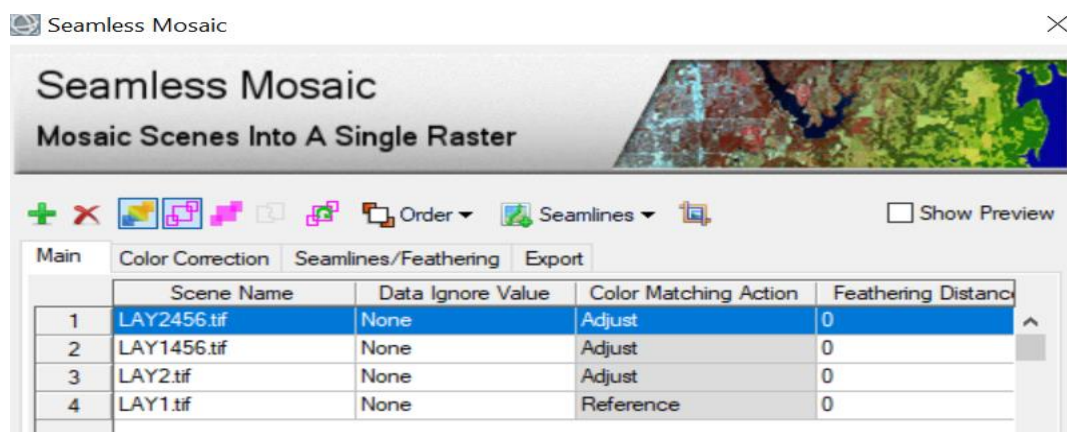 Seamless Mosaic
Seamless Mosaic
Mosaic Scenes Into A Single Raster
Order Seamlines Show Preview
Main Color Correction Seamlines/Feathering Export
Scene Name Data Ignore Value Color Matching Action Feathering Distanc
1 LAY2456.tif None Adjust 0
2 LAY1456.tif None Adjust 0
3 LAY2.tif None Adjust 0
4 LAY1.tif None Reference 0